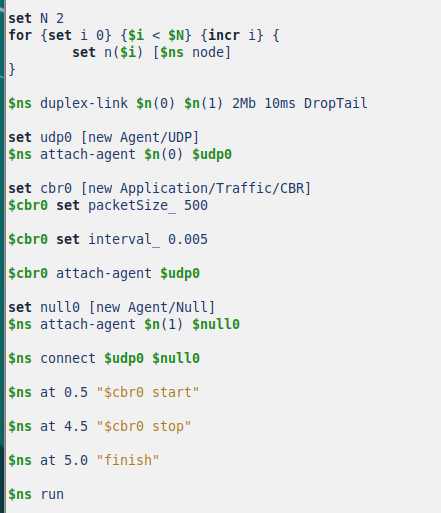 set N 2
for {set i 0} {$i < $N} {incr i} {
        set n($i) [$ns node]
}
$ns duplex-link $n(0) $n(1) 2Mb 10ms DropTail
set udp0 [new Agent/UDP]
$ns attach-agent $n(0) $udp0
set cbr0 [new Application/Traffic/CBR]
$cbr0 set packetSize_ 500
$cbr0 set interval_ 0.005
$cbr0 attach-agent $udp0
set null0 [new Agent/Null]
$ns attach-agent $n(1) $null0
$ns connect $udp0 $null0
$ns at 0.5 "$cbr0 start"
$ns at 4.5 "$cbr0 stop"
$ns at 5.0 "finish"
$ns run